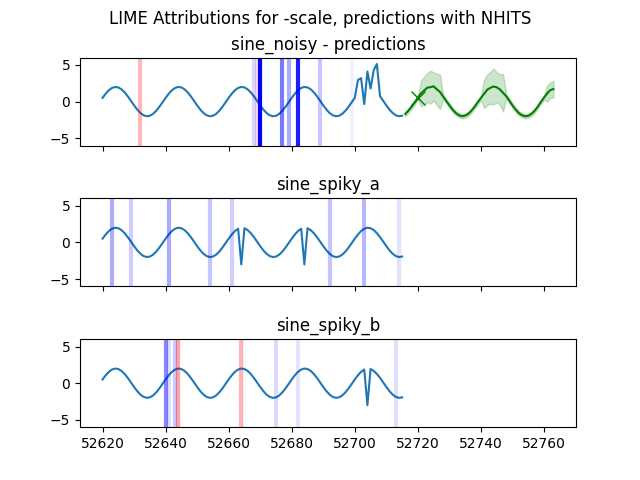 LIME Attributions for -scale, predictions with NHITS
sine_noisy - predictions
5
0
−5
sine_spiky_a
5
0
−5
sine_spiky_b
5
0
−5
52620 52640 52660 52680 52700 52720 52740 52760